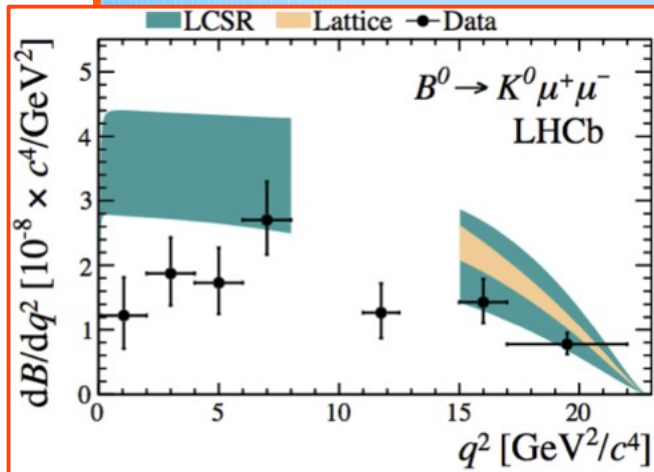 LCSR Lattice Data
B⁰ → K⁰μ⁺μ⁻
LHCb
dB/dq² [10⁻⁸ × c⁴/GeV²]
5
4
3
2
1
0
0 5 10 15 20
q² [GeV²/c⁴]